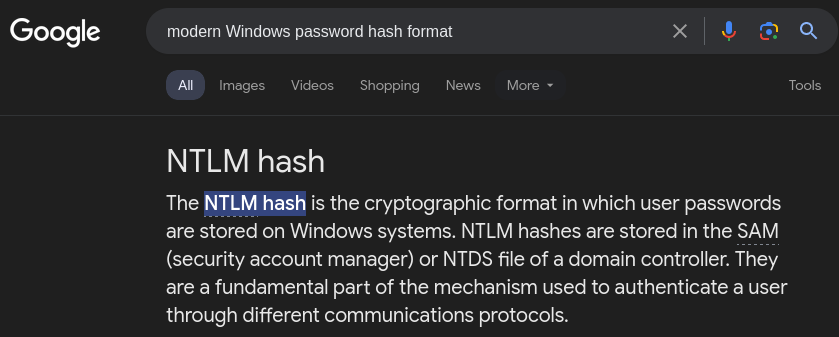 Google
modern Windows password hash format
All Images Videos Shopping News More Tools
NTLM hash
The NTLM hash is the cryptographic format in which user passwords
are stored on Windows systems. NTLM hashes are stored in the SAM
(security account manager) or NTDS file of a domain controller. They
are a fundamental part of the mechanism used to authenticate a user
through different communications protocols.